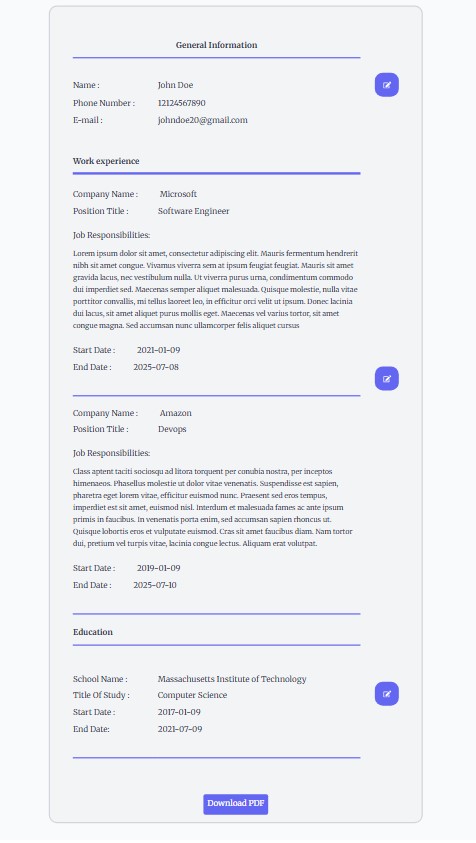 General Information
Name : John Doe
Phone Number : 12124567890
E-mail : johndoe20@gmail.com
Work experience
Company Name : Microsoft
Position Title : Software Engineer
Job Responsibilities:
Lorem ipsum dolor sit amet, consectetur adipiscing elit. Mauris fermentum hendrerit
nibh sit amet congue. Vivamus viverra sem at ipsum feugiat feugiat. Mauris sit amet
gravida lacus, nec vestibulum nulla. Ut viverra purus urna, condimentum commodo
dui imperdiet sed. Maecenas semper aliquet malesuada. Quisque molestie, nulla vitae
porttitor convallis, mi tellus laoreet leo, in efficitur orci velit ut ipsum. Donec lacinia
dui lacus, sit amet aliquet purus mollis eget. Maecenas vel varius tortor, sit amet
congue magna. Sed accumsan nunc ullamcorper felis aliquet cursus
Start Date : 2021-01-09
End Date : 2025-07-08
Company Name : Amazon
Position Title : Devops
Job Responsibilities:
Class aptent taciti sociosqu ad litora torquent per conubia nostra, per inceptos
himenaeos. Phasellus molestie ut dolor vitae venenatis. Suspendisse est sapien,
pharetra eget lorem vitae, efficitur euismod nunc. Praesent sed eros tempus,
imperdiet est sit amet, euismod nisl. Interdum et malesuada fames ac ante ipsum
primis in faucibus. In venenatis porta enim, sed accumsan sapien rhoncus ut.
Quisque lobortis eros et vulputate euismod. Cras sit amet faucibus diam. Nam tortor
dui, pretium vel turpis vitae, lacinia congue lectus. Aliquam erat volutpat.
Start Date : 2019-01-09
End Date : 2025-07-10
Education
School Name : Massachusetts Institute of Technology
Title Of Study : Computer Science
Start Date : 2017-01-09
End Date: 2021-07-09
Download PDF